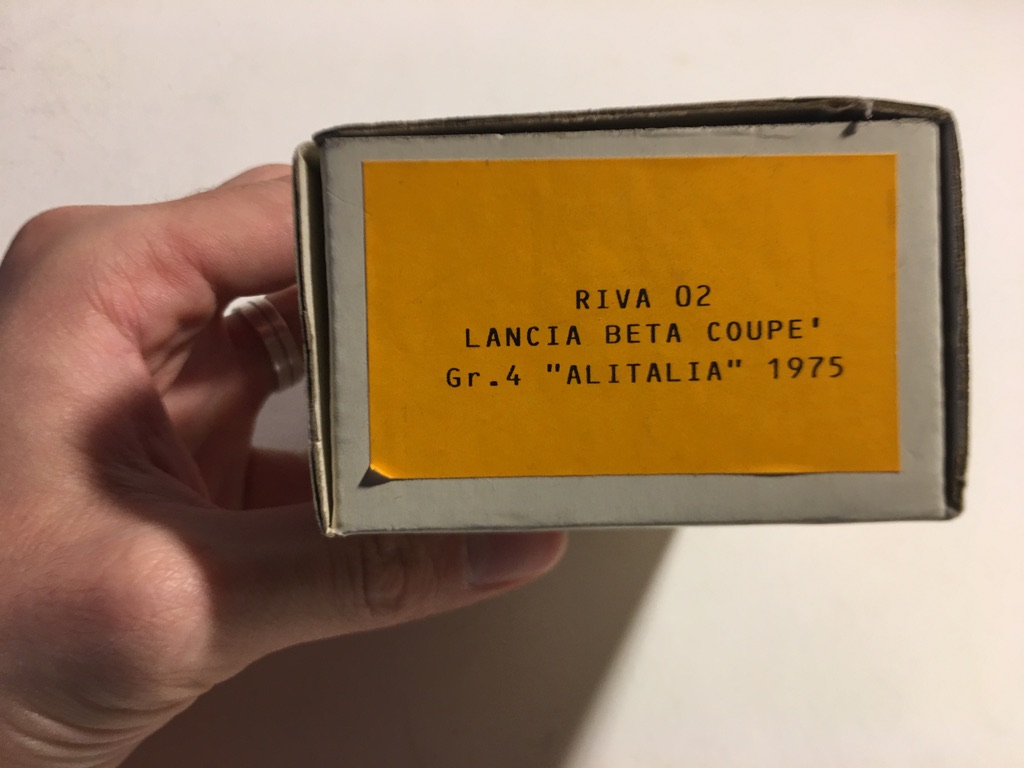 RIVA 02
LANCIA BETA COUPE'
Gr.4 "ALITALIA" 1975